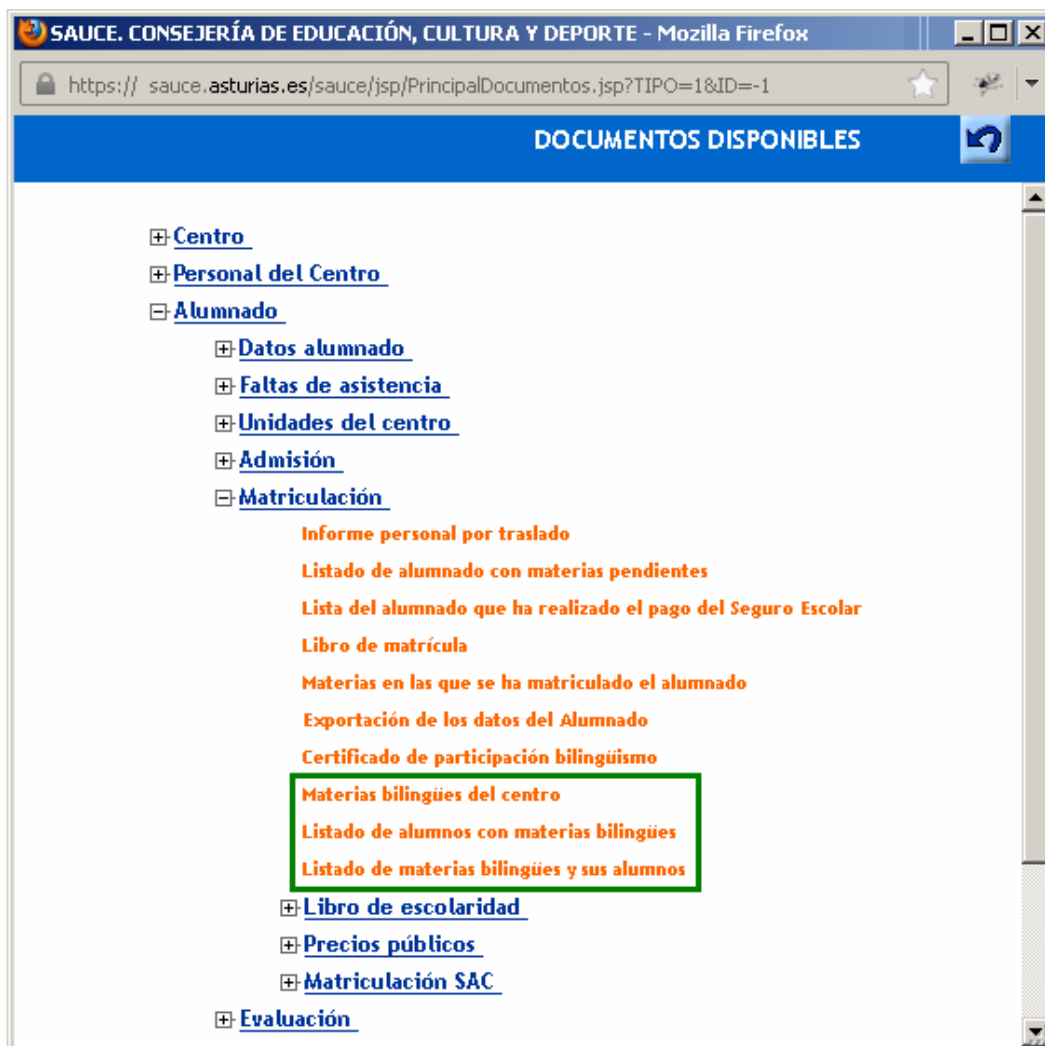 SAUCE. CONSEJERÍA DE EDUCACIÓN, CULTURA Y DEPORTE - Mozilla Firefox
https:// sauce.asturias.es/sauce/jsp/PrincipalDocumentos.jsp?TIPO=1&ID=-1
DOCUMENTOS DISPONIBLES
Centro
Personal del Centro
Alumnado
Datos alumnado
Faltas de asistencia
Unidades del centro
Admisión
Matriculación
Informe personal por traslado
Listado de alumnado con materias pendientes
Lista del alumnado que ha realizado el pago del Seguro Escolar
Libro de matrícula
Materias en las que se ha matriculado el alumnado
Exportación de los datos del Alumnado
Certificado de participación bilingüismo
Materias bilingües del centro
Listado de alumnos con materias bilingües
Listado de materias bilingües y sus alumnos
Libro de escolaridad
Precios públicos
Matriculación SAC
Evaluación